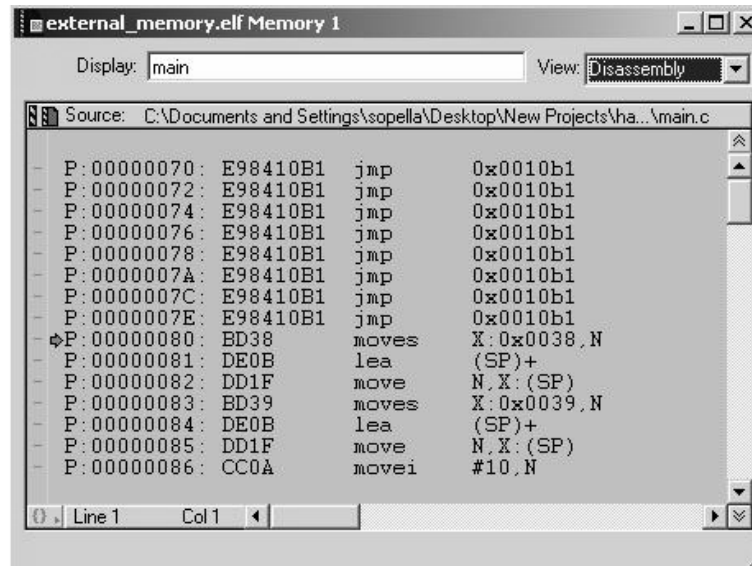 external_memory.elf Memory 1
Display: main View: Disassembly
Source: C:\Documents and Settings\sopella\Desktop\New Projects\ha...\main.c
P:00000070: E98410B1 jmp 0x0010b1
P:00000072: E98410B1 jmp 0x0010b1
P:00000074: E98410B1 jmp 0x0010b1
P:00000076: E98410B1 jmp 0x0010b1
P:00000078: E98410B1 jmp 0x0010b1
P:0000007A: E98410B1 jmp 0x0010b1
P:0000007C: E98410B1 jmp 0x0010b1
P:0000007E: E98410B1 jmp 0x0010b1
P:00000080: BD38 moves X:0x0038,N
P:00000081: DE0B lea (SP)+
P:00000082: DD1F move N,X:(SP)
P:00000083: BD39 moves X:0x0039,N
P:00000084: DE0B lea (SP)+
P:00000085: DD1F move N,X:(SP)
P:00000086: CC0A movei #10,N
Line 1 Col 1